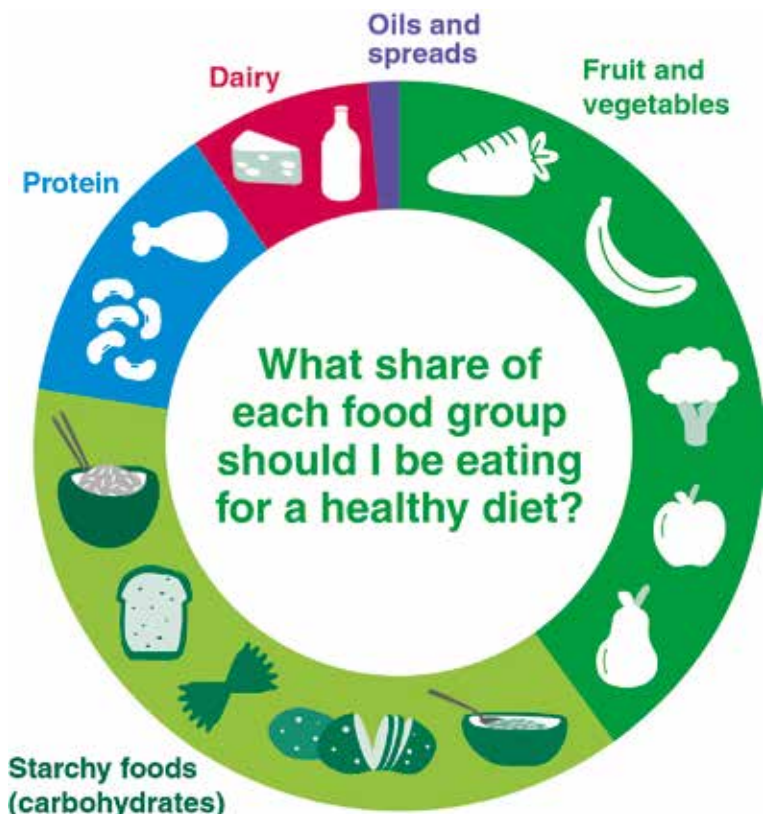 Oils and
spreads
Dairy
Fruit and
vegetables
Protein
What share of
each food group
should I be eating
for a healthy diet?
Starchy foods
(carbohydrates)